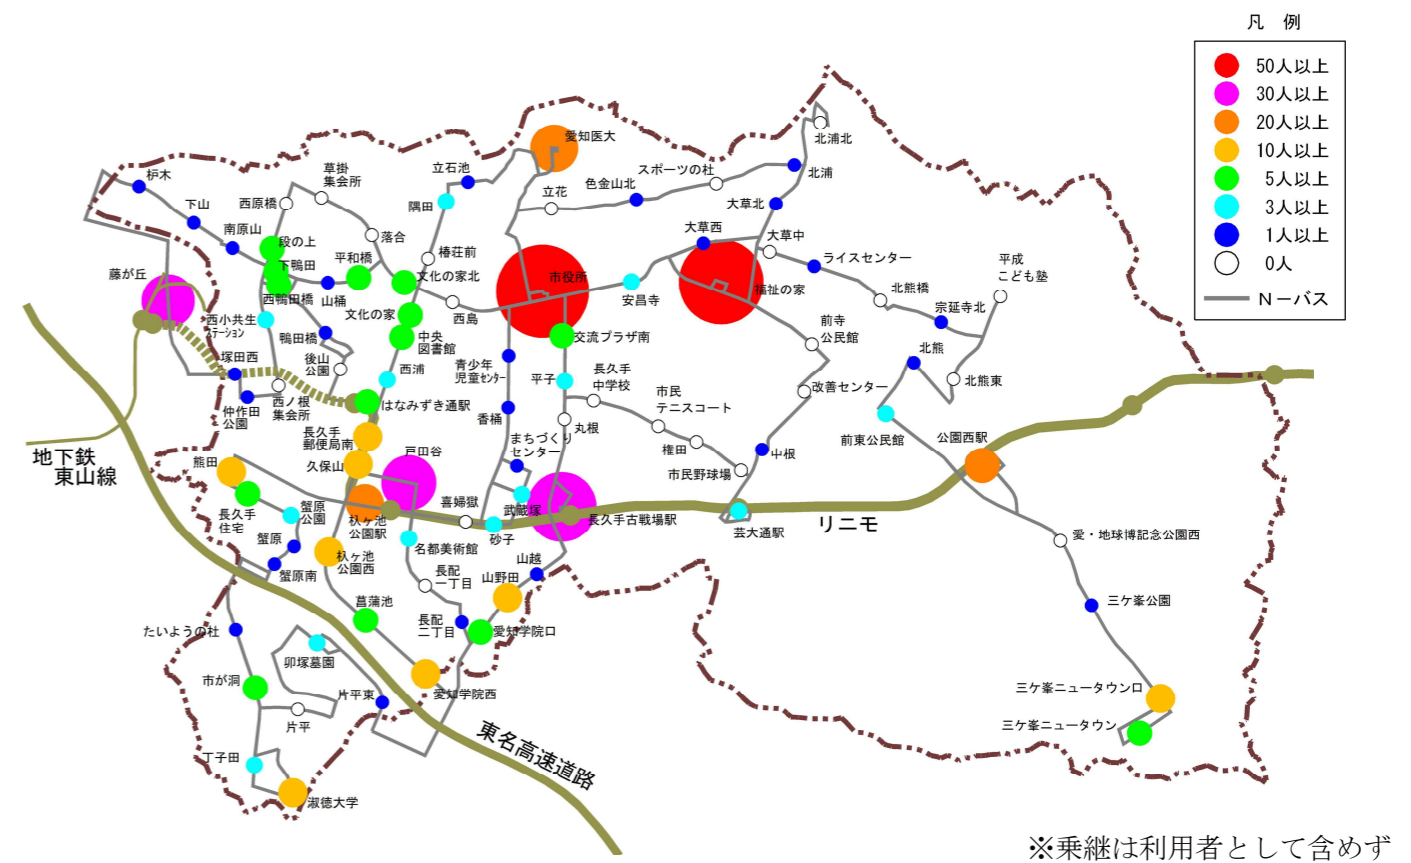 凡 例
50人以上
30人以上
20人以上
10人以上
5人以上
3人以上
1人以上
0人
N-バス
愛知医大
北浦北
草掛
集会所
立石池
スポーツの杜
北浦
枦木
色金山北
立花
西原橋
隅田
下山
大草北
南原山
段の上
落合
椿荘前
大草西
大草中
平和橋
下鴨田
文化の家北
市役所
ライスセンター
平成
こども塾
藤が丘
西鴨田橋
山桶
安昌寺
福祉の家
北熊橋
文化の家
西島
宗延寺北
西小共生
ステーション
鴨田橋
中央
図書館
交流プラザ南
前寺
公民館
塚田西
後山
公園
西浦
青少年
児童センター
平子
長久手
中学校
北熊
改善センター
北熊東
仲作田
公園
西ノ根
集会所
はなみずき通駅
香桶
丸根
市民
テニスコート
長久手
郵便局南
まちづくり
センター
権田
前東公民館
公園西駅
地下鉄
東山線
熊田
久保山
戸田谷
市民野球場
中根
長久手
住宅
蟹原
公園
杁ヶ池
公園駅
喜婦獄
武蔵塚
長久手古戦場駅
リニモ
芸大通駅
蟹原
砂子
名都美術館
愛・地球博記念公園西
蟹原南
杁ヶ池
公園西
山越
長配
一丁目
山野田
三ケ峯公園
菖蒲池
たいようの杜
長配
二丁目
愛知学院口
卯塚墓園
市が洞
片平東
愛知学院西
三ケ峯ニュータウン口
片平
三ケ峯ニュータウン
東名高速道路
丁子田
淑徳大学
※乗継は利用者として含めず